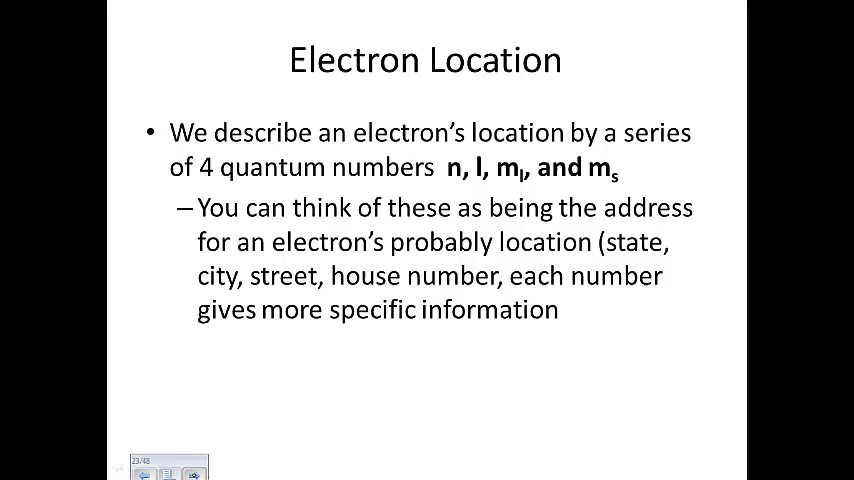 Electron Location
• We describe an electron’s location by a series
of 4 quantum numbers n, l, mₗ, and mₛ
–You can think of these as being the address
for an electron’s probably location (state,
city, street, house number, each number
gives more specific information
23/48